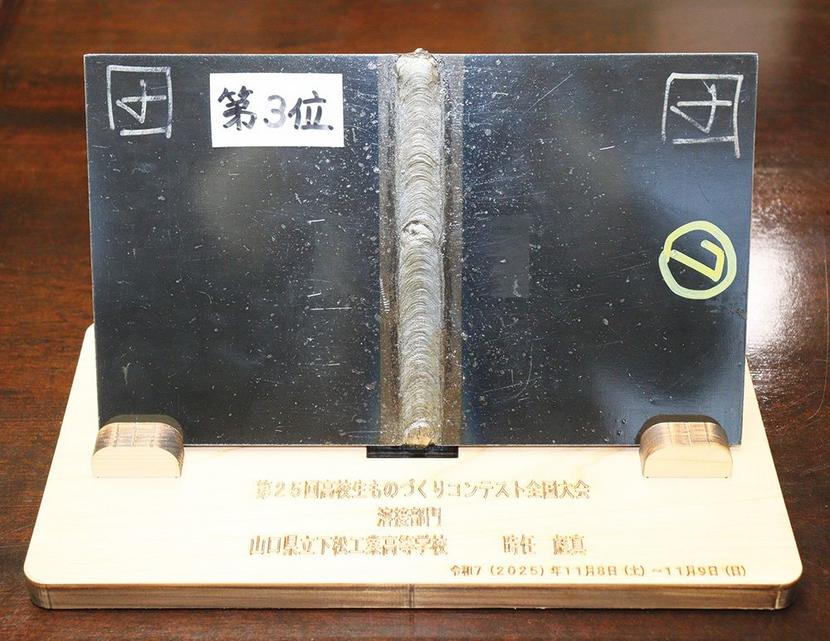 第3位
第25回高校生ものづくりコンテスト全国大会
溶接部門
山口県立下松工業高等学校 時任
令和7(2025)年11月8日(土)~11月9日(日)